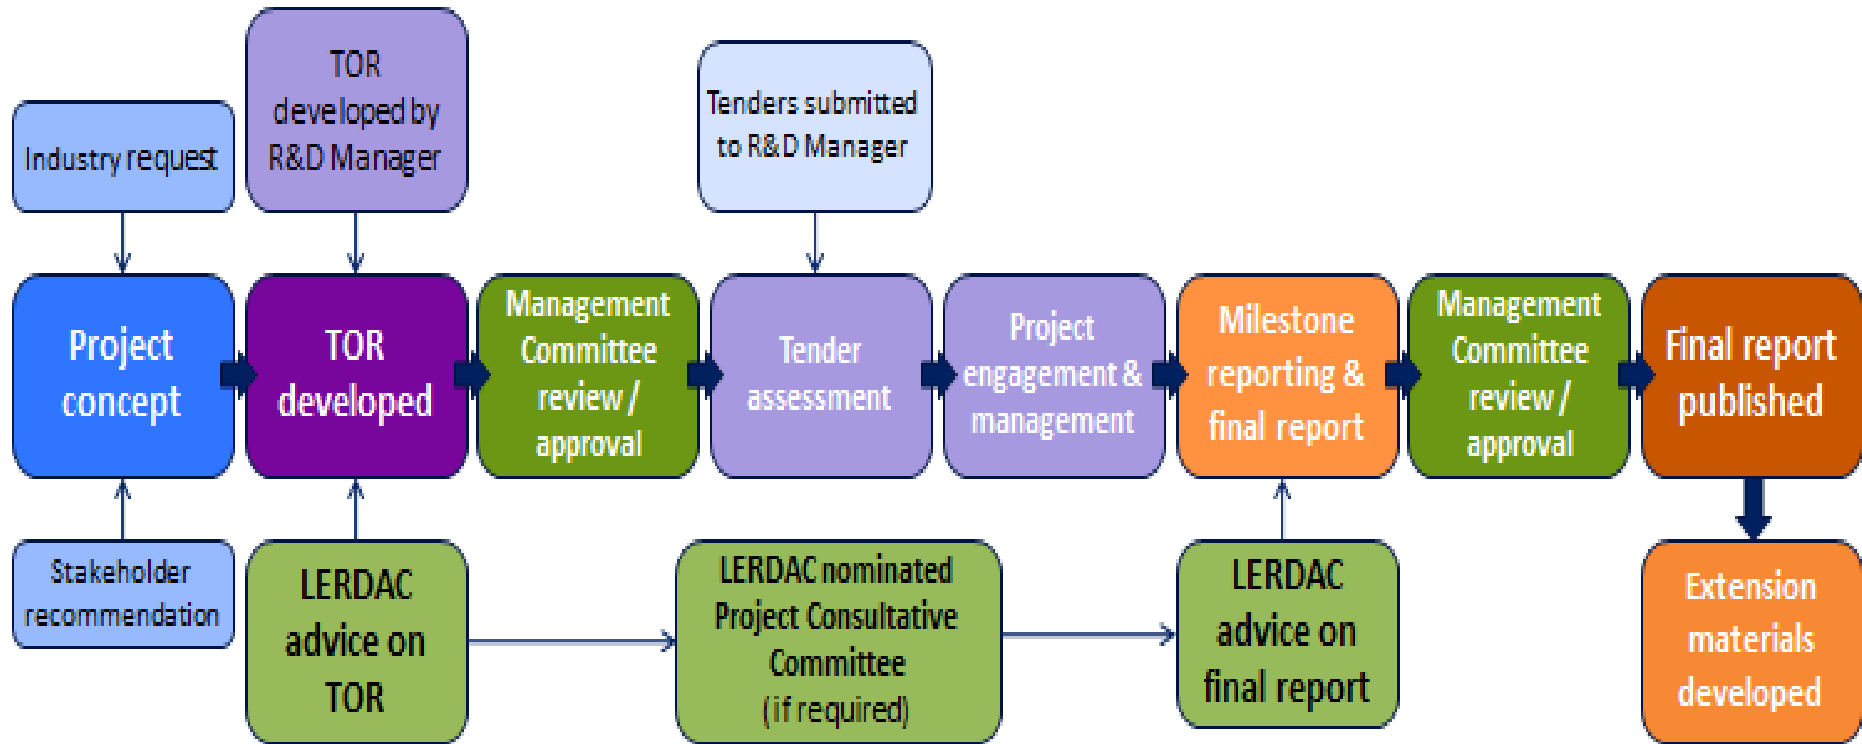 TOR
developed by
R&D Manager
Industry request
Tenders submitted
to R&D Manager
Project
concept
TOR
developed
Management
Committee
review /
approval
Tender
assessment
Project
engagement &
management
Milestone
reporting &
final report
Management
Committee
review /
approval
Final report
published
Stakeholder
recommendation
LERDAC
advice on
TOR
LERDAC nominated
Project Consultative
Committee
(if required)
LERDAC
advice on
final report
Extension
materials
developed